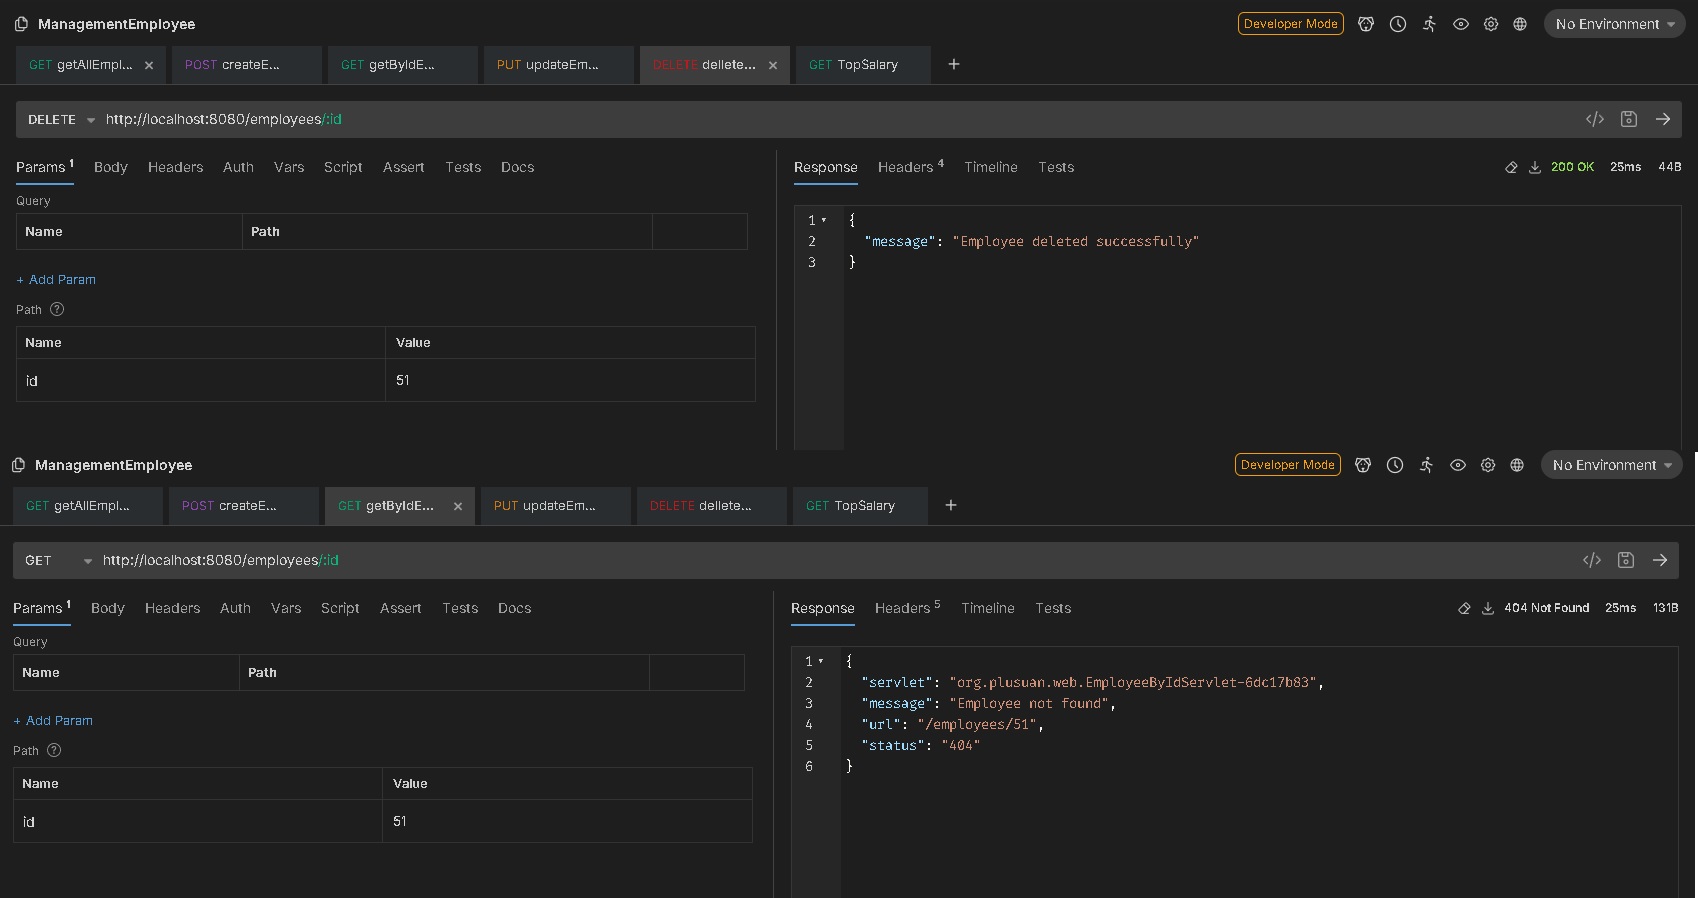 ManagementEmployee Developer Mode No Environment
GET getAllEmpl... POST createE... GET getByIdE... PUT updateEm... DELETE dellete... GET TopSalary
DELETE http://localhost:8080/employees/:id
Params 1 Body Headers Auth Vars Script Assert Tests Docs Response Headers 4 Timeline Tests 200 OK 25ms 44B
Query
Name Path
+ Add Param
Path ?
Name Value
id 51
1 {
2 "message": "Employee deleted successfully"
3 }
ManagementEmployee Developer Mode No Environment
GET getAllEmpl... POST createE... GET getByIdE... PUT updateEm... DELETE dellete... GET TopSalary
GET http://localhost:8080/employees/:id
Params 1 Body Headers Auth Vars Script Assert Tests Docs Response Headers 5 Timeline Tests 404 Not Found 25ms 131B
Query
Name Path
+ Add Param
Path ?
Name Value
id 51
1 {
2 "servlet": "org.plusuan.web.EmployeeByIdServlet-6dc17b83",
3 "message": "Employee not found",
4 "url": "/employees/51",
5 "status": "404"
6 }